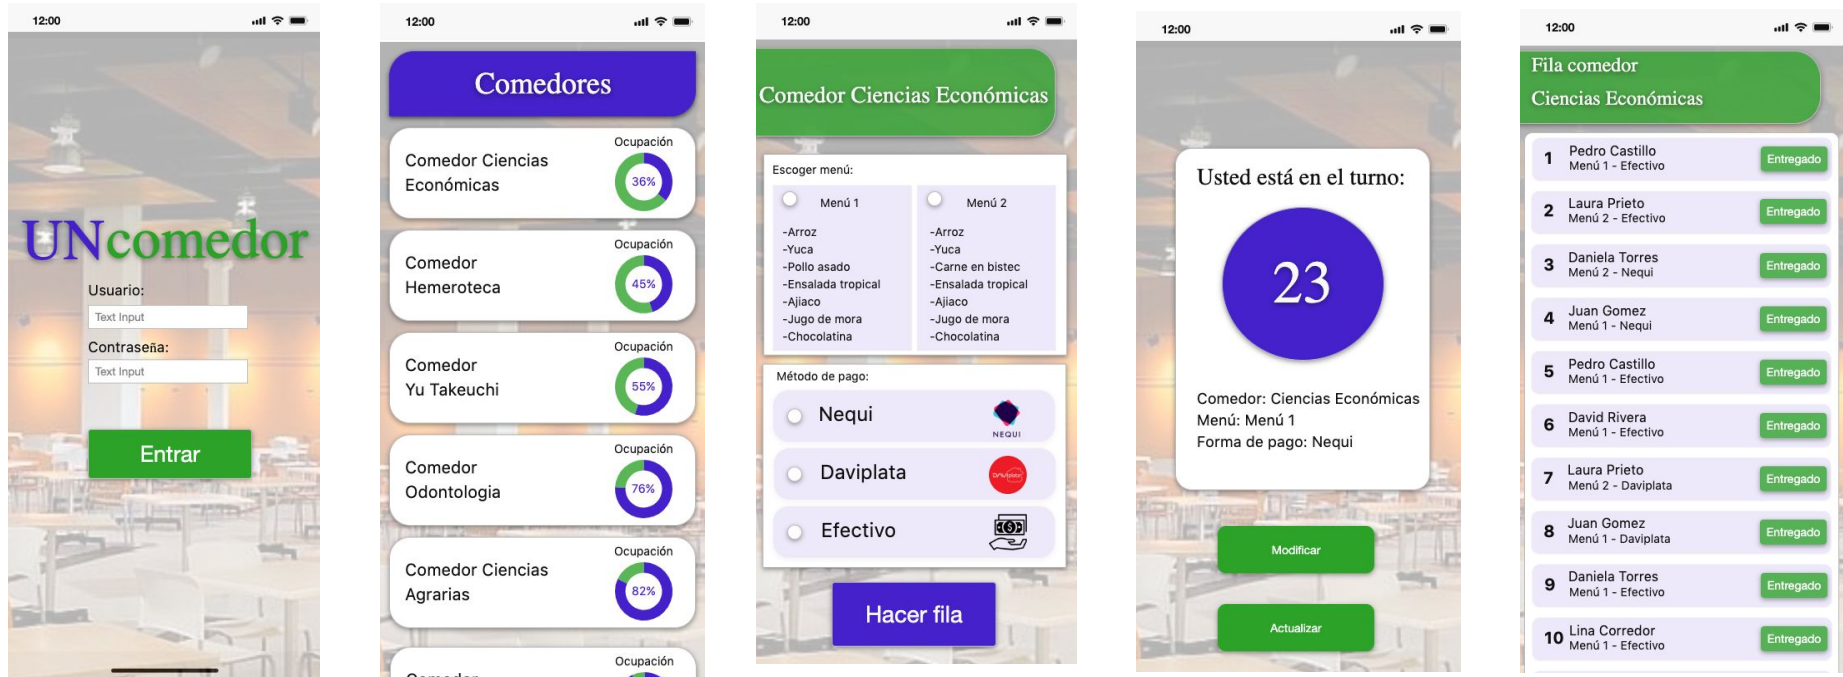 12:00
UNcomedor
Usuario:
Text Input
Contraseña:
Text Input
Entrar
12:00
Comedores
Ocupación
Comedor Ciencias
Económicas
36%
Ocupación
Comedor
Hemeroteca
45%
Ocupación
Comedor
Yu Takeuchi
55%
Ocupación
Comedor
Odontologia
76%
Ocupación
Comedor Ciencias
Agrarias
82%
Ocupación
12:00
Comedor Ciencias Económicas
Escoger menú:
Menú 1
-Arroz
-Yuca
-Pollo asado
-Ensalada tropical
-Ajiaco
-Jugo de mora
-Chocolatina
Menú 2
-Arroz
-Yuca
-Carne en bistec
-Ensalada tropical
-Ajiaco
-Jugo de mora
-Chocolatina
Método de pago:
Nequi
NEQUI
Daviplata
Efectivo
Hacer fila
12:00
Usted está en el turno:
23
Comedor: Ciencias Económicas
Menú: Menú 1
Forma de pago: Nequi
Modificar
Actualizar
12:00
Fila comedor
Ciencias Económicas
1 Pedro Castillo
Menú 1 - Efectivo
Entregado
2 Laura Prieto
Menú 2 - Efectivo
Entregado
3 Daniela Torres
Menú 2 - Nequi
Entregado
4 Juan Gomez
Menú 1 - Nequi
Entregado
5 Pedro Castillo
Menú 1 - Efectivo
Entregado
6 David Rivera
Menú 1 - Efectivo
Entregado
7 Laura Prieto
Menú 2 - Daviplata
Entregado
8 Juan Gomez
Menú 1 - Daviplata
Entregado
9 Daniela Torres
Menú 1 - Efectivo
Entregado
10 Lina Corredor
Menú 1 - Efectivo
Entregado